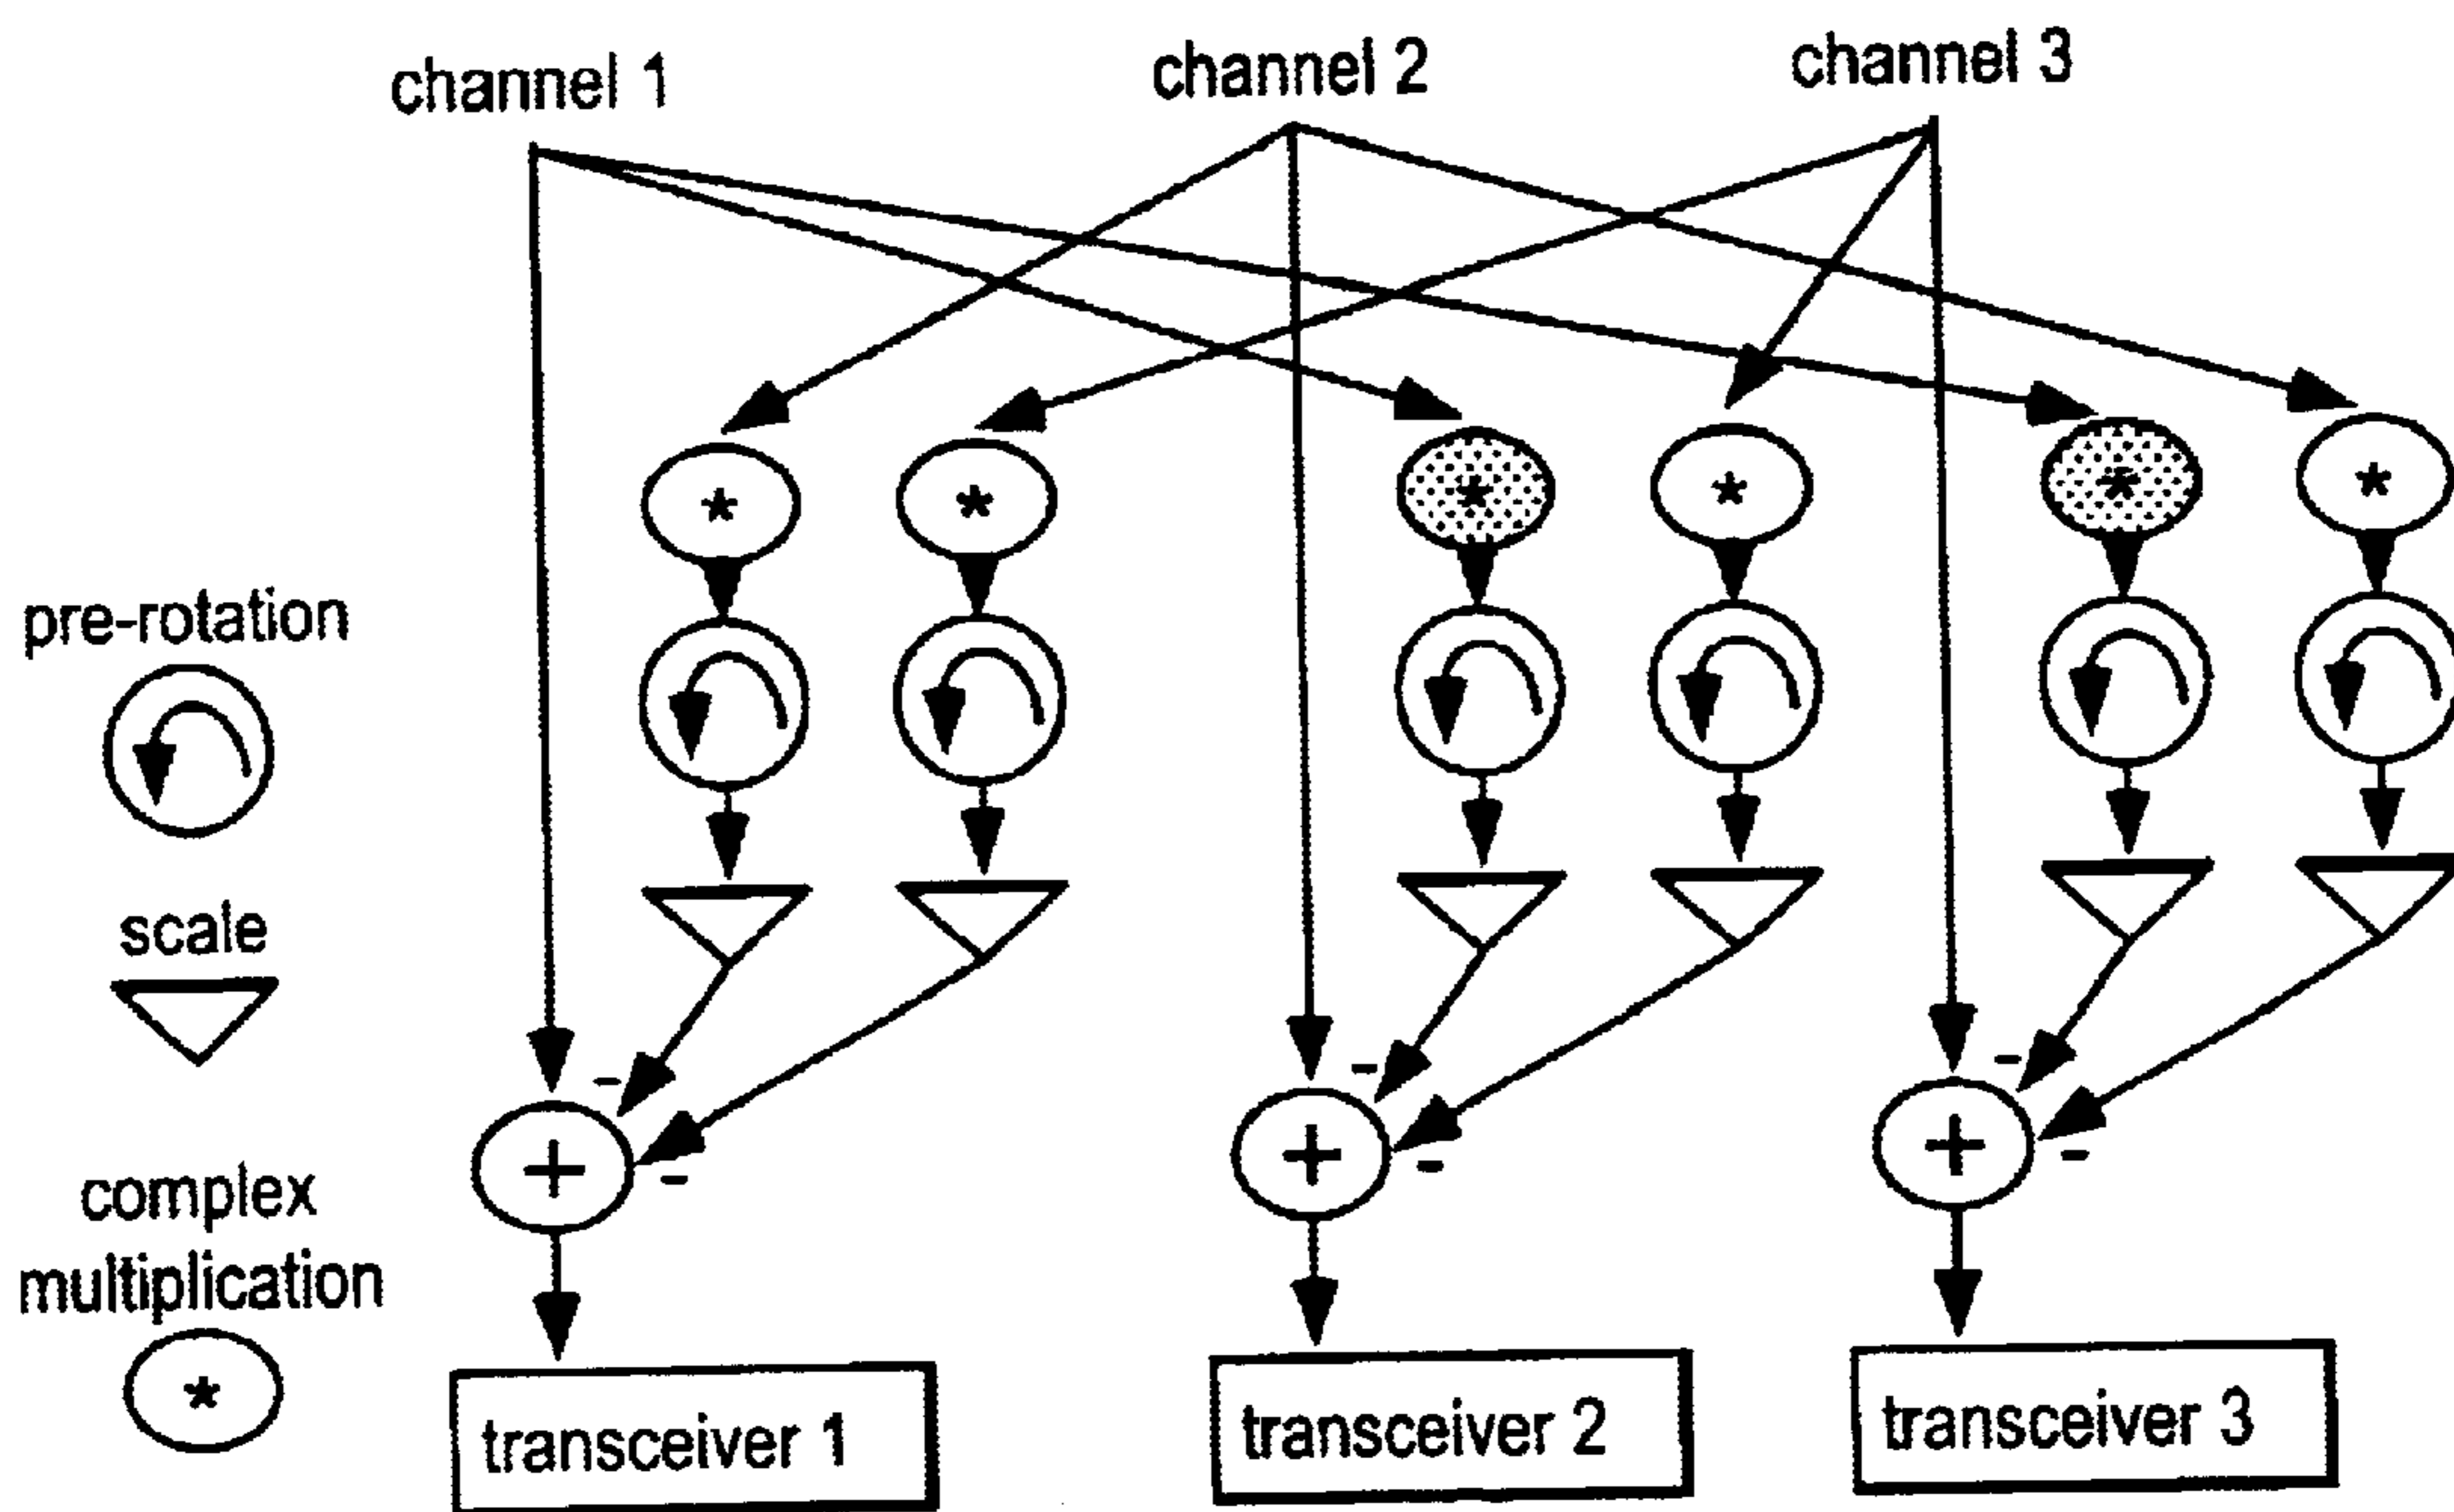 channel 1
channel 2
channel 3
* * * * * *
pre-rotation
scale
- - -
+ - + - + -
complex
multiplication
*
transceiver 1
transceiver 2
transceiver 3